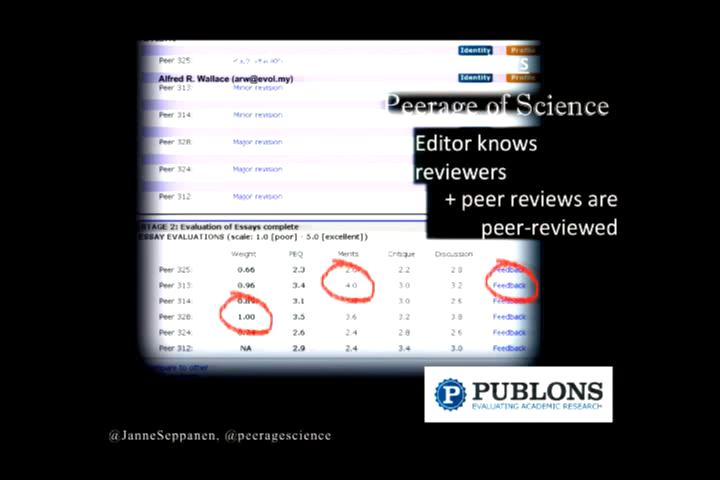 Identity Profile
Peer 325:
S
Alfred R. Wallace (arw@evol.my)
Identity Profile
Peer 313: Minor revision
Peerage of Science
Peer 314: Minor revision
Editor knows
Peer 328: Major revision
reviewers
Peer 324: Major revision
+ peer reviews are
Peer 312: Major revision
peer-reviewed
STAGE 2: Evaluation of Essays complete
ESSAY EVALUATIONS (scale: 1.0 [poor] - 5.0 [excellent])
Weight PEQ Merits Critique Discussion
Peer 325: 0.66 2.3 2.2 2.8 Feedback
Peer 313: 0.96 3.4 4.0 3.0 3.2 Feedback
Peer 314: 3.1 3.0 2.6 Feedback
Peer 328: 1.00 3.5 3.6 3.2 3.8 Feedback
Peer 324: 2.6 2.4 2.8 2.6 Feedback
Peer 312: NA 2.9 2.4 3.4 3.0 Feedback
Compare to other
P PUBLONS
EVALUATING ACADEMIC RESEARCH
@JanneSeppanen, @peeragescience